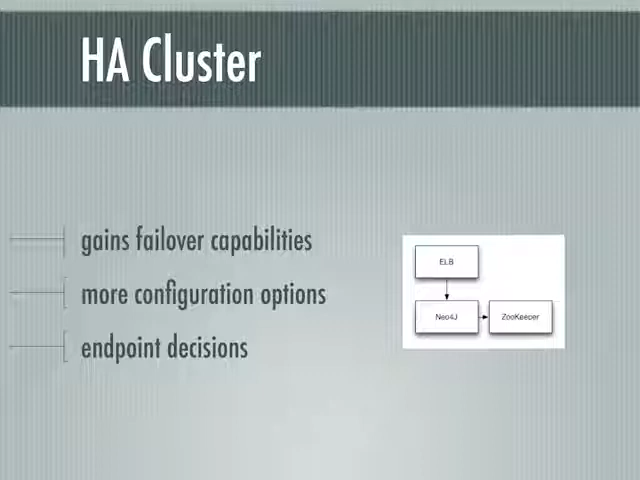 HA Cluster
gains failover capabilities
more configuration options
endpoint decisions
ELB
Neo4J
ZooKeeper